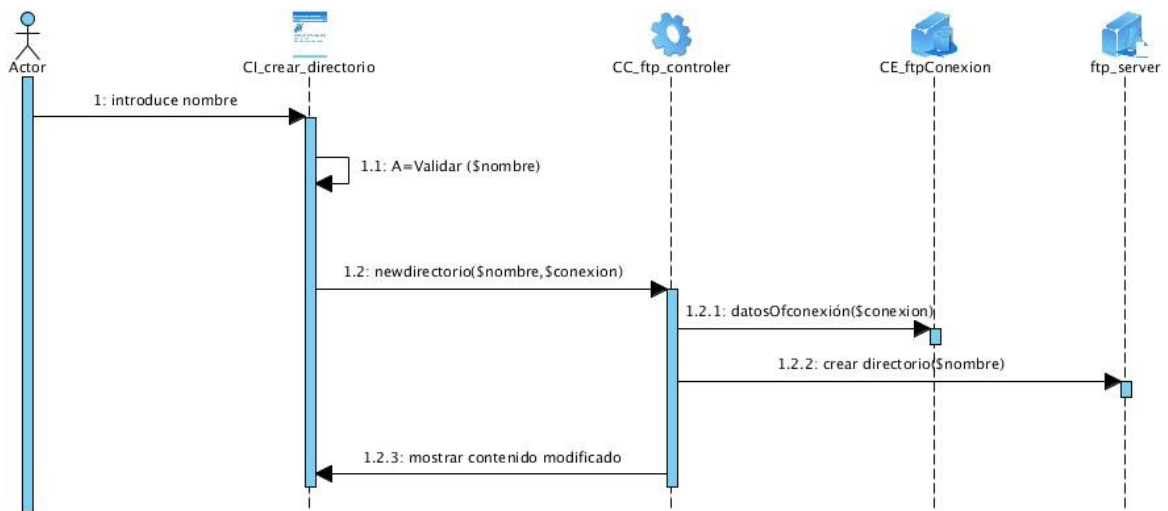 Actor
CI_crear_directorio
CC_ftp_controler
CE_ftpConexion
ftp_server
1: introduce nombre
1.1: A=Validar ($nombre)
1.2: newdirectorio($nombre,$conexion)
1.2.1: datosOfconexión($conexion)
1.2.2: crear directorio($nombre)
1.2.3: mostrar contenido modificado